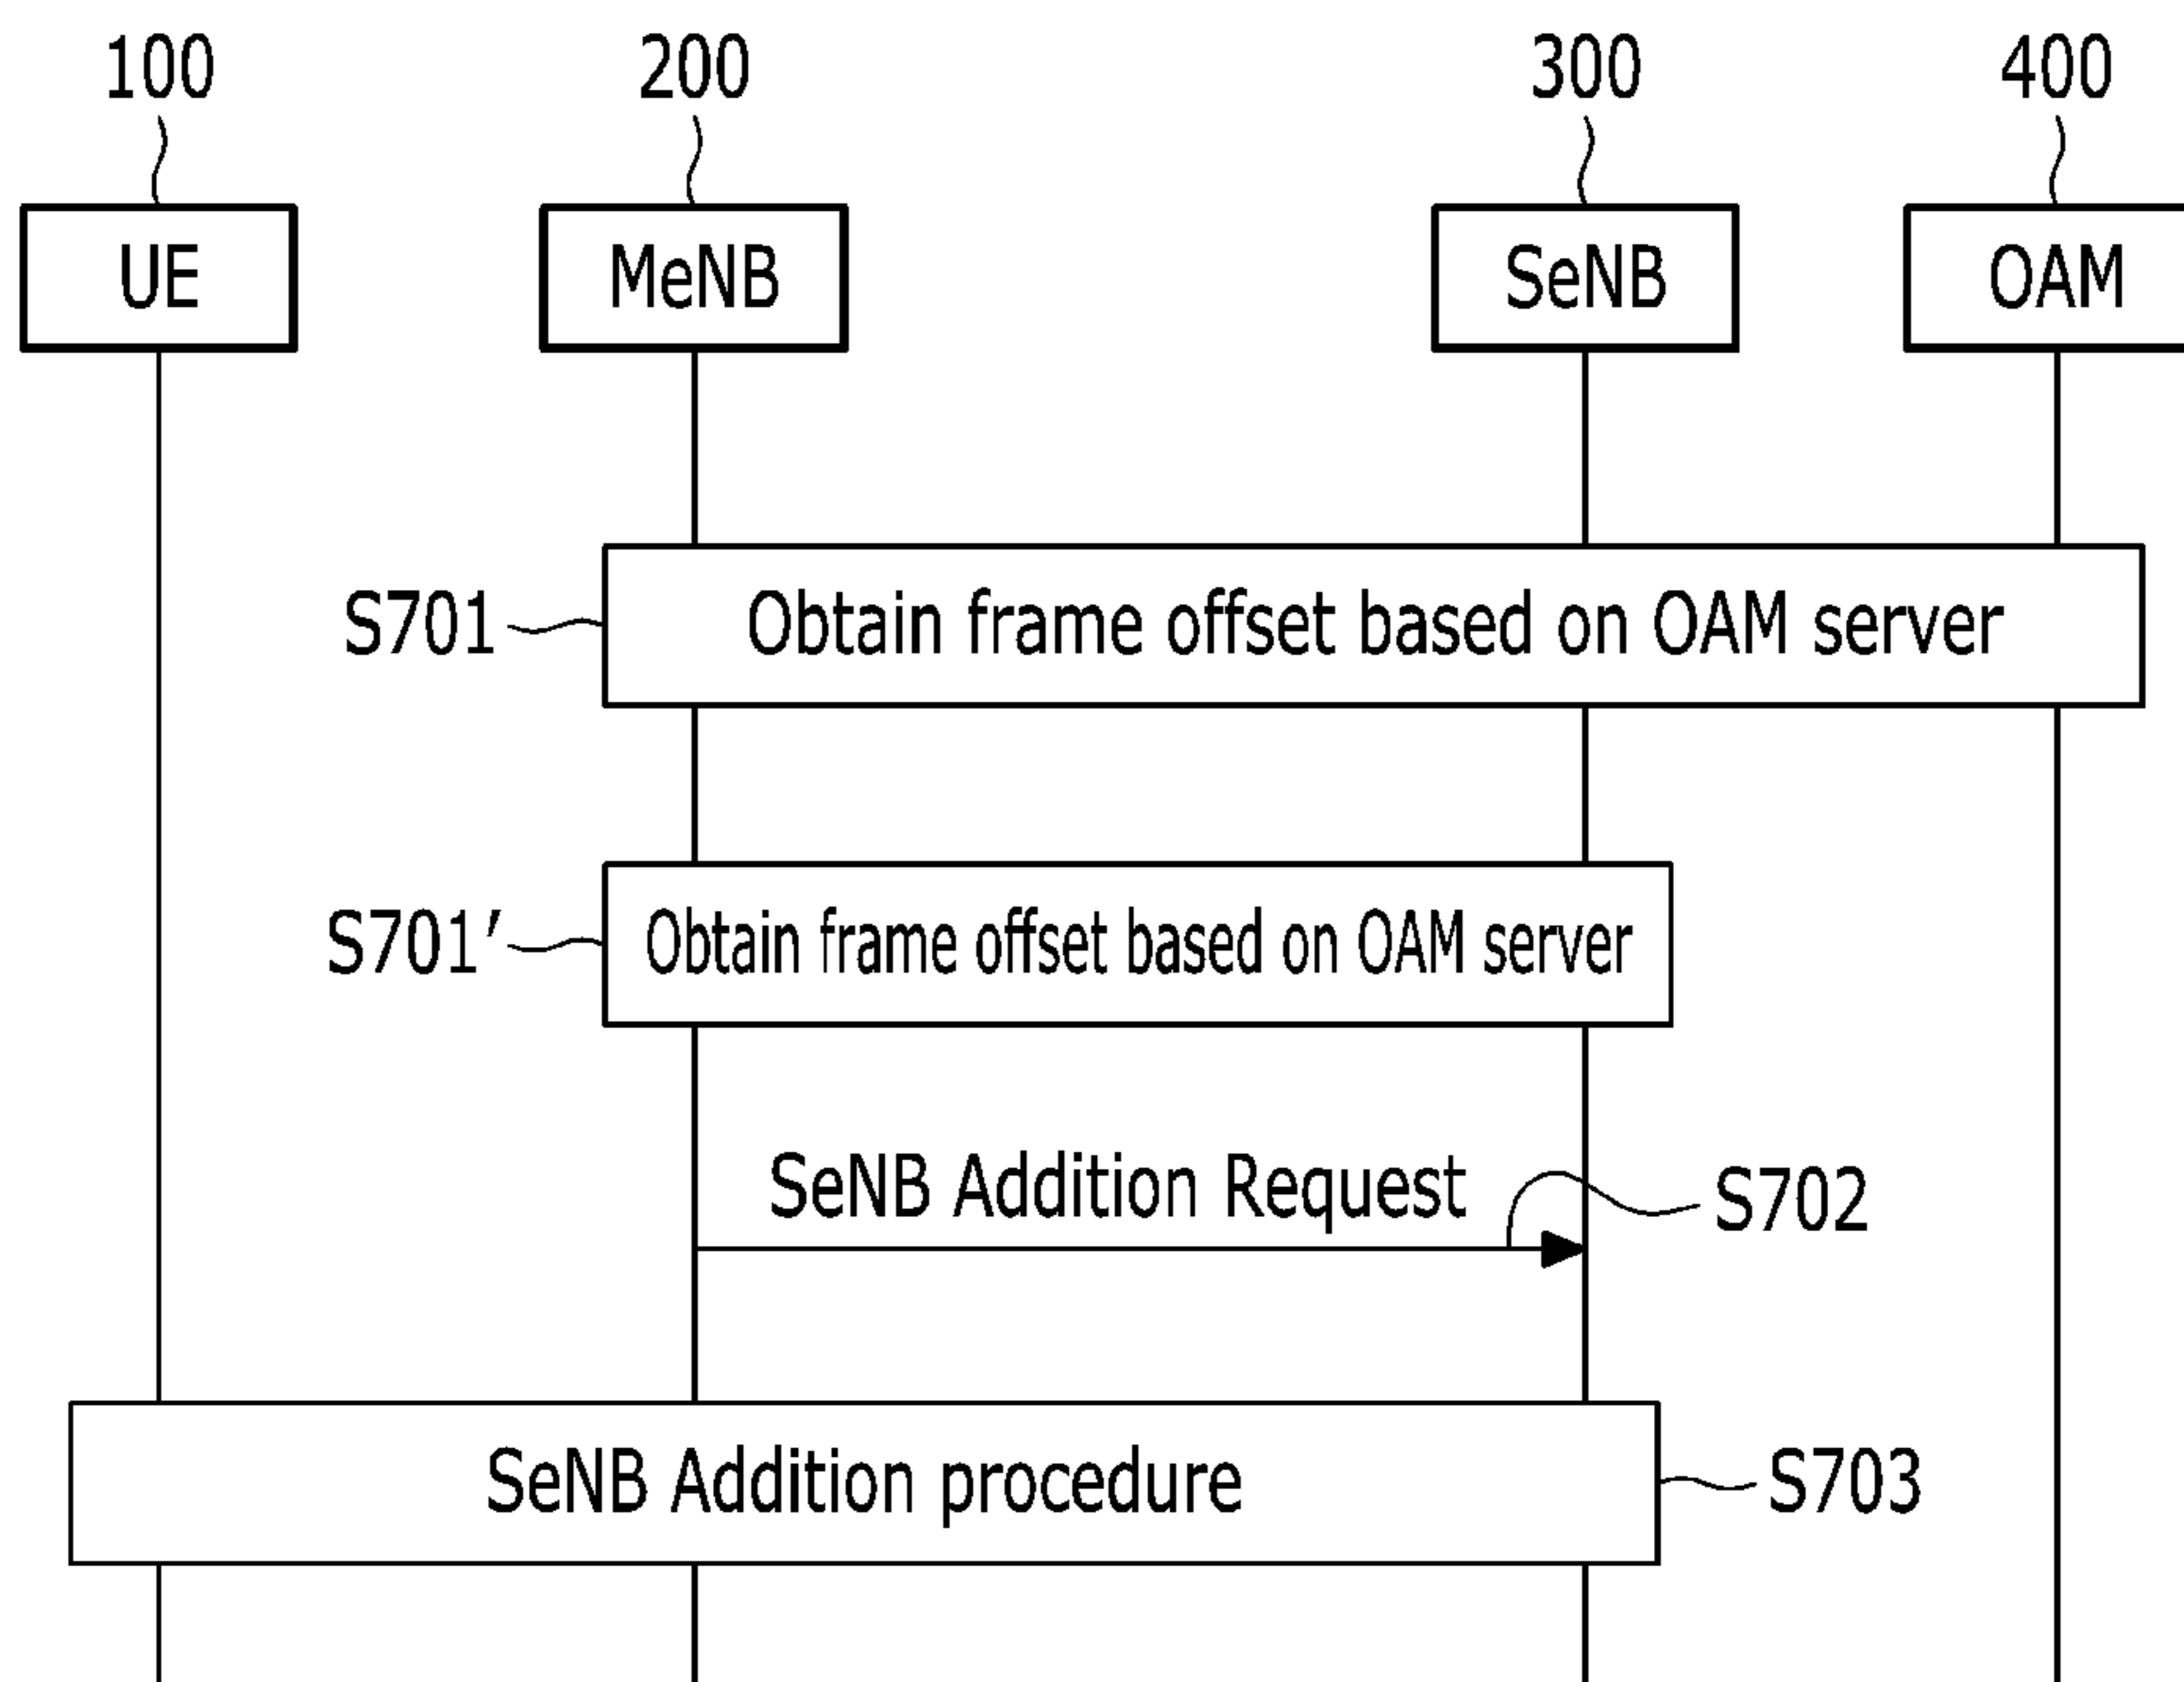 100 200 300 400
UE MeNB SeNB OAM
S701 Obtain frame offset based on OAM server
S701' Obtain frame offset based on OAM server
SeNB Addition Request S702
SeNB Addition procedure S703